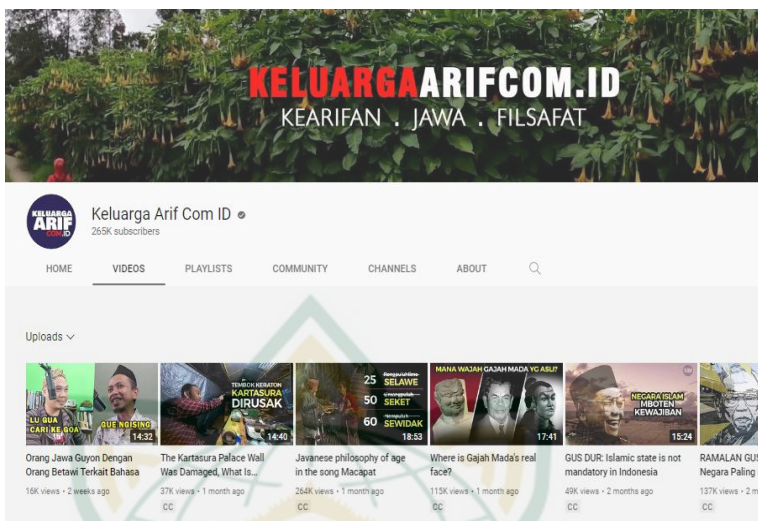 KELUARGAARIFCOM.ID
KEARIFAN . JAWA . FILSAFAT
KELUARGA
ARIF
COM.ID
Keluarga Arif Com ID
265K subscribers
HOME VIDEOS PLAYLISTS COMMUNITY CHANNELS ABOUT
Uploads
LU GUA
CARI KE GOA
GUE NGISING
14:32
TEMBOK KERATON
KARTASURA
DIRUSAK
14:40
25 SELAWE
50 SEKET
60 SEWIDAK
18:53
MANA WAJAH GAJAH MADA YG ASLI?
17:41
NEGARA ISLAM
MBOTEN
KEWAJIBAN
15:24
Orang Jawa Guyon Dengan
Orang Betawi Terkait Bahasa
16K views • 2 weeks ago
The Kartasura Palace Wall
Was Damaged, What Is...
37K views • 1 month ago
CC
Javanese philosophy of age
in the song Macapat
264K views • 1 month ago
CC
Where is Gajah Mada's real
face?
115K views • 1 month ago
CC
GUS DUR: Islamic state is not
mandatory in Indonesia
49K views • 2 months ago
CC
RAMALAN GUS
Negara Paling
137K views • 2 m
CC